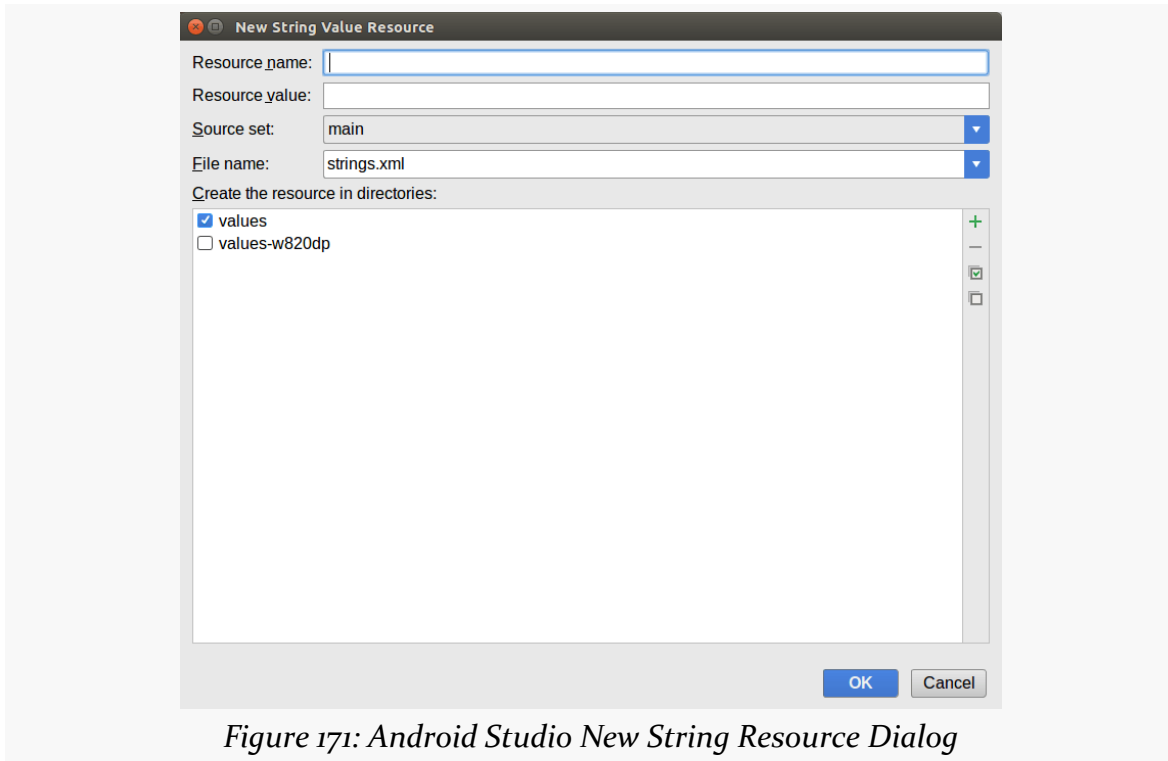 New String Value Resource
Resource name:
Resource value:
Source set: main
File name: strings.xml
Create the resource in directories:
values
values-w820dp
OK Cancel
Figure 171: Android Studio New String Resource Dialog